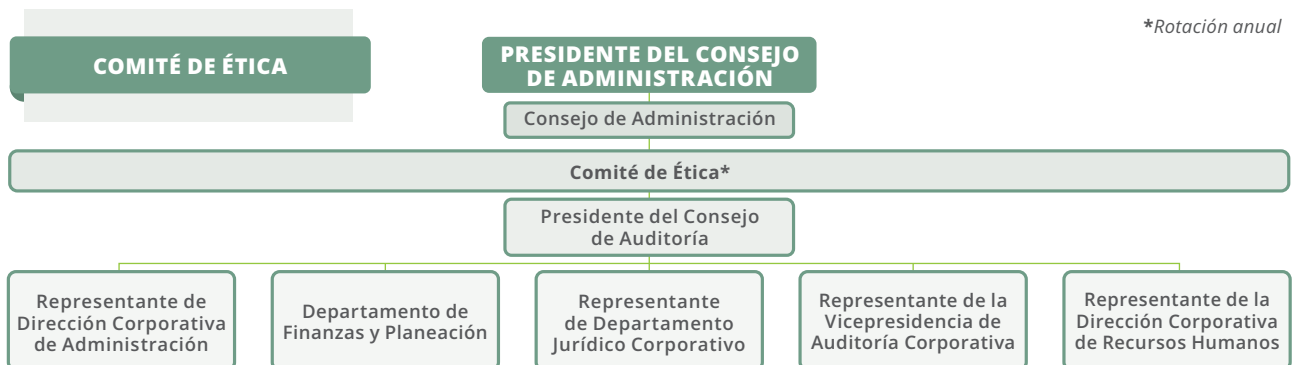 *Rotación anual
COMITÉ DE ÉTICA
PRESIDENTE DEL CONSEJO
DE ADMINISTRACIÓN
Consejo de Administración
Comité de Ética*
Presidente del Consejo
de Auditoría
Representante de
Dirección Corporativa
de Administración
Departamento de
Finanzas y Planeación
Representante
de Departamento
Jurídico Corporativo
Representante de la
Vicepresidencia de
Auditoría Corporativa
Representante de la
Dirección Corporativa
de Recursos Humanos